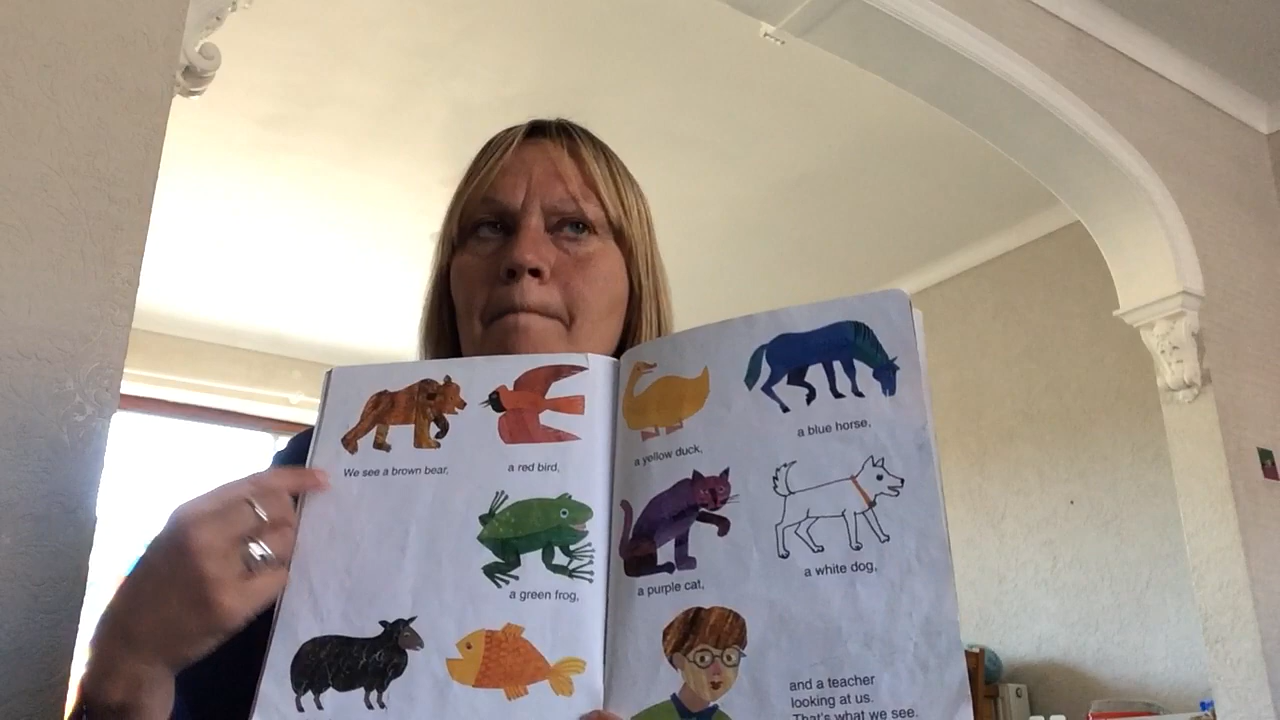 We see a brown bear,
a red bird,
a green frog,
a yellow duck,
a blue horse,
a purple cat,
a white dog,
and a teacher
looking at us.
That's what we see.